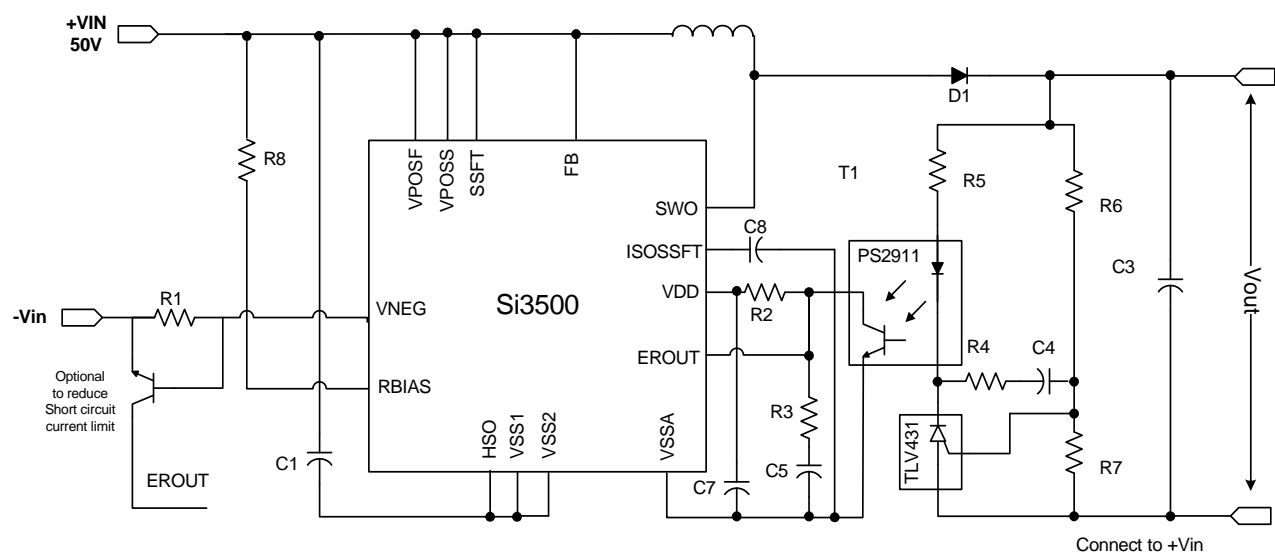 +VIN
50V
R8
VPOSF
VPOSS
SSFT
FB
D1
T1
R5
R6
SWO
C8
ISOSSFT
PS2911
C3
Vout
R1
-Vin
VNEG
Si3500
VDD
R2
EROUT
R4
C4
Optional
to reduce
Short circuit
current limit
RBIAS
R3
HSO
VSS1
VSS2
VSSA
TLV431
C1
C5
C7
R7
EROUT
Connect to +Vin